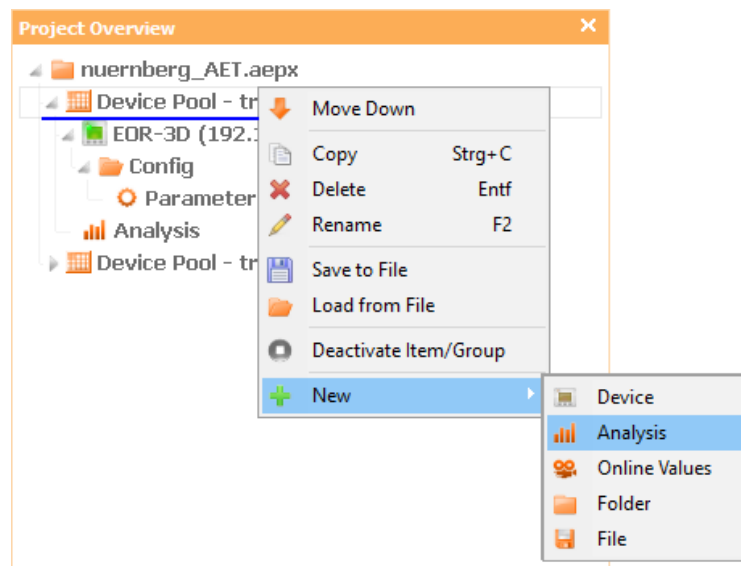 Project Overview
nuernberg_AET.aepx
Device Pool - tr
EOR-3D (192.
Config
Parameter
Analysis
Device Pool - tr
Move Down
Copy Strg+C
Delete Entf
Rename F2
Save to File
Load from File
Deactivate Item/Group
New
Device
Analysis
Online Values
Folder
File